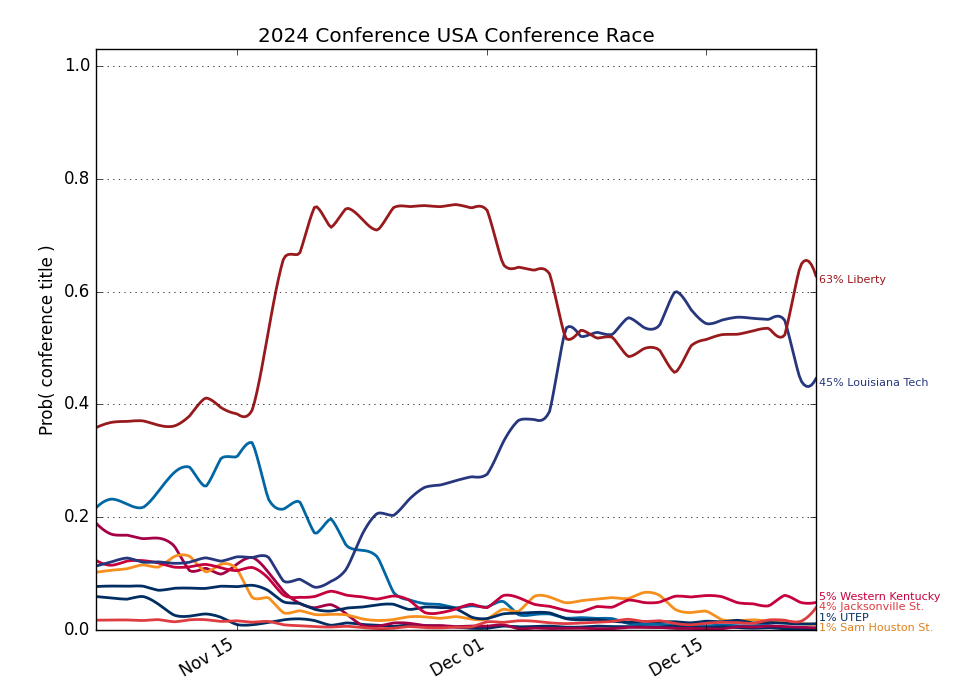 2024 Conference USA Conference Race
Prob( conference title )
1.0
0.8
0.6
0.4
0.2
0.0
Nov 15
Dec 01
Dec 15
63% Liberty
45% Louisiana Tech
5% Western Kentucky
4% Jacksonville St.
1% UTEP
1% Sam Houston St.